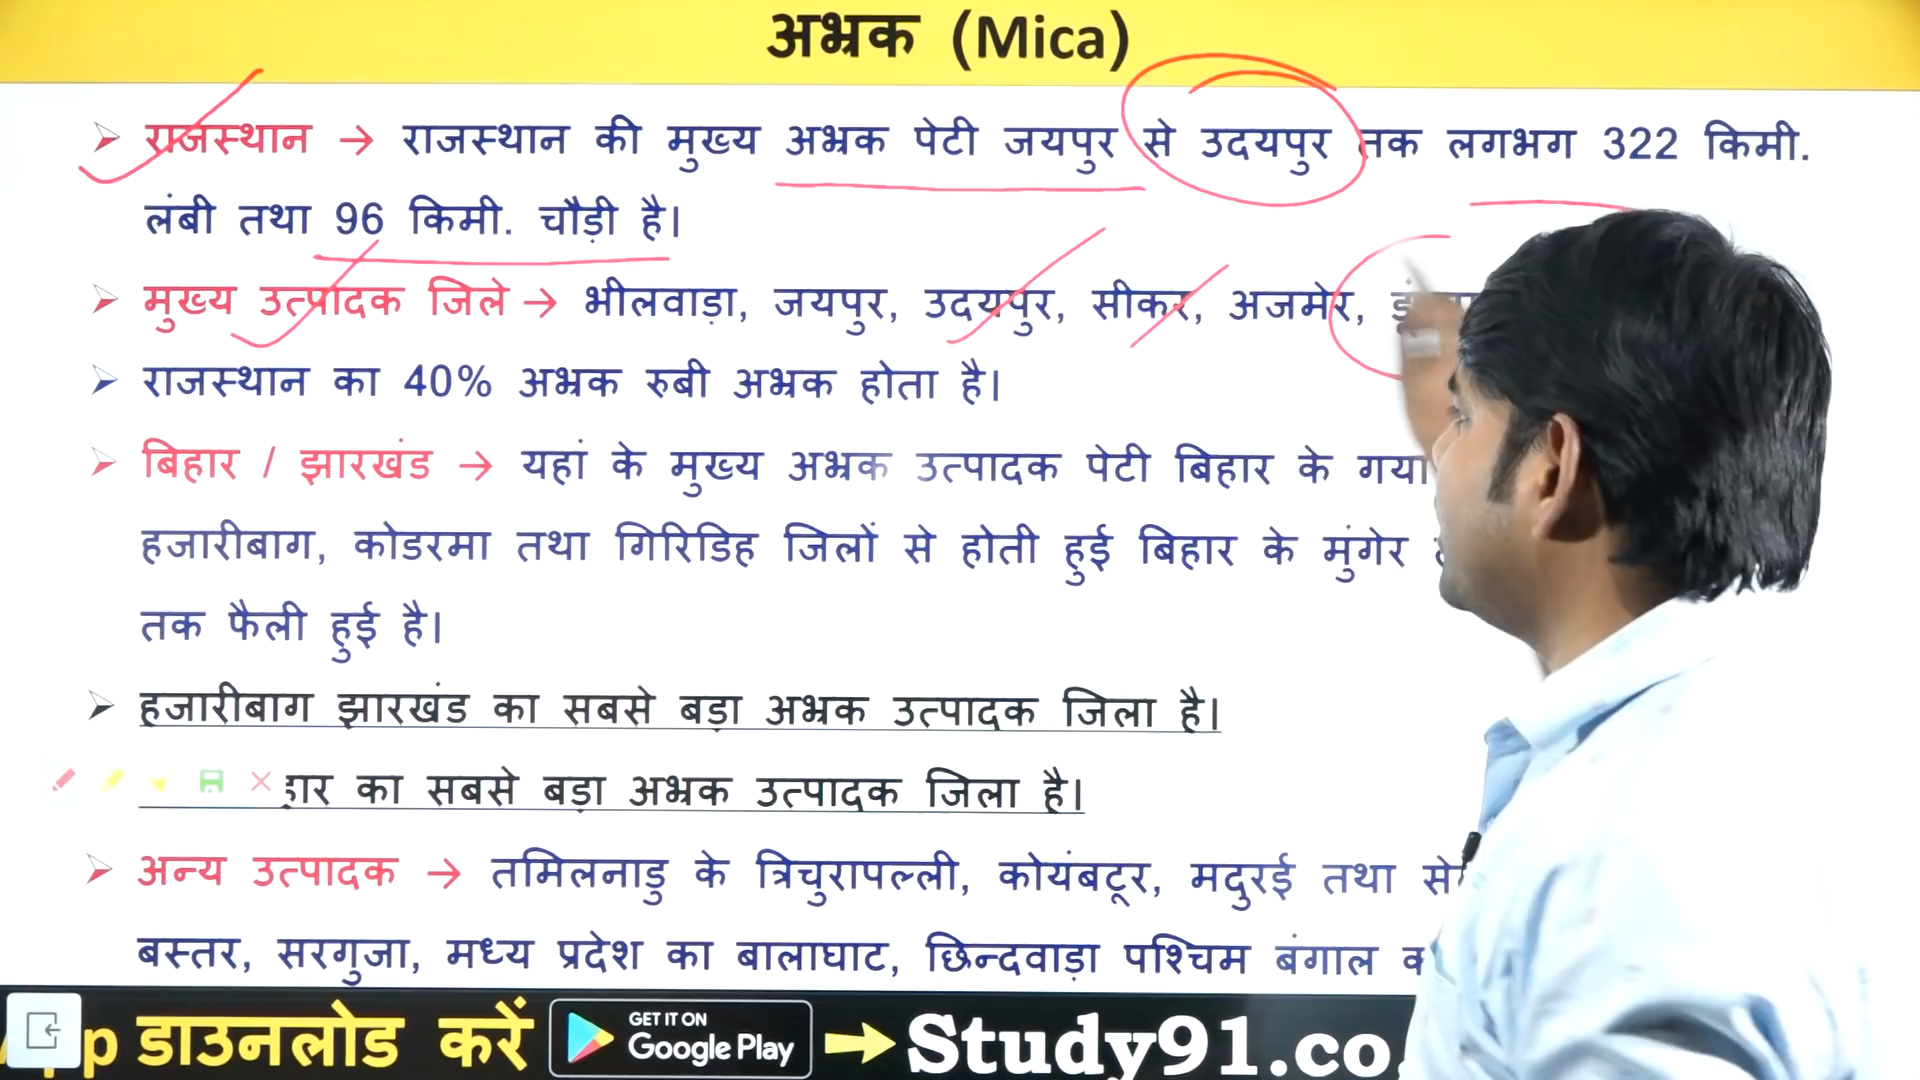 अभ्रक (Mica)
राजस्थान → राजस्थान की मुख्य अभ्रक पेटी जयपुर से उदयपुर तक लगभग 322 किमी.
लंबी तथा 96 किमी. चौड़ी है।
मुख्य उत्पादक जिले → भीलवाड़ा, जयपुर, उदयपुर, सीकर, अजमेर,
राजस्थान का 40% अभ्रक रुबी अभ्रक होता है।
बिहार / झारखंड → यहां के मुख्य अभ्रक उत्पादक पेटी बिहार के गया
हजारीबाग, कोडरमा तथा गिरिडिह जिलों से होती हुई बिहार के मुंगेर
तक फैली हुई है।
हजारीबाग झारखंड का सबसे बड़ा अभ्रक उत्पादक जिला है।
का सबसे बड़ा अभ्रक उत्पादक जिला है।
अन्य उत्पादक → तमिलनाडु के त्रिचुरापल्ली, कोयंबटूर, मदुरई तथा
बस्तर, सरगुजा, मध्य प्रदेश का बालाघाट, छिन्दवाड़ा पश्चिम बंगाल
डाउनलोड करें GET IT ON Google Play Study91.co